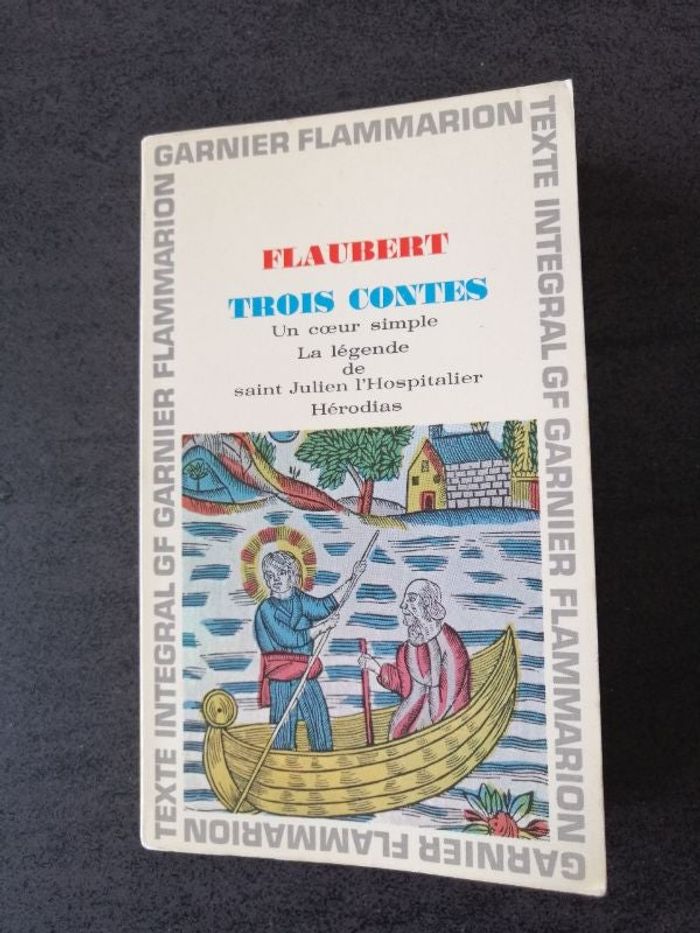 GARNIER FLAMMARION
TEXTE INTEGRAL GF GARNIER FLAMMARION
FLAUBERT
TROIS CONTES
Un cœur simple
La légende
de
saint Julien l'Hospitalier
Hérodias
TEXTE INTEGRAL GF GARNIER FLAMMARION
GARNIER FLAMMARION